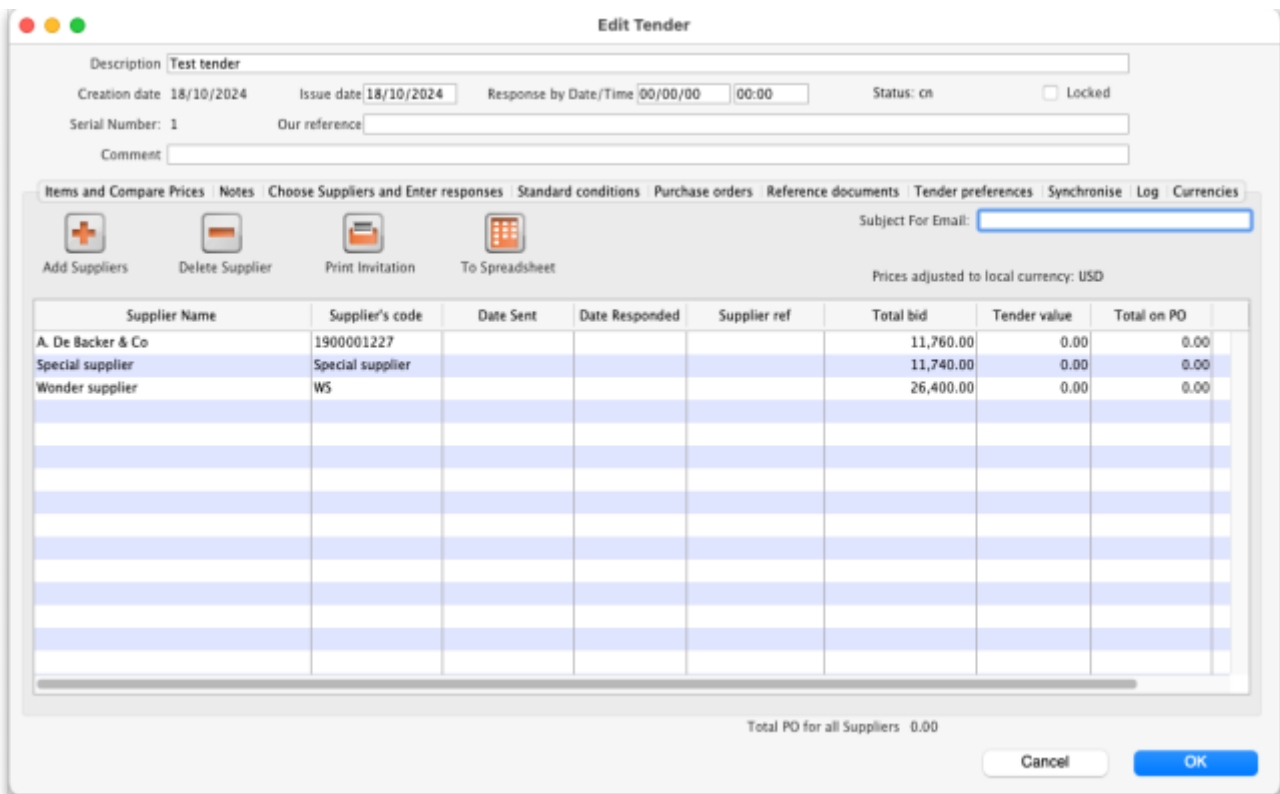 Edit Tender
Description Test tender
Creation date 18/10/2024 Issue date 18/10/2024 Response by Date/Time 00/00/00 00:00 Status: cn Locked
Serial Number: 1 Our reference
Comment
Items and Compare Prices Notes Choose Suppliers and Enter responses Standard conditions Purchase orders Reference documents Tender preferences Synchronise Log Currencies
Subject For Email:
Add Suppliers Delete Supplier Print Invitation To Spreadsheet
Prices adjusted to local currency: USD
Supplier Name Supplier's code Date Sent Date Responded Supplier ref Total bid Tender value Total on PO
A. De Backer & Co 1900001227 11,760.00 0.00 0.00
Special supplier Special supplier 11,740.00 0.00 0.00
Wonder supplier WS 26,400.00 0.00 0.00
Total PO for all Suppliers 0.00
Cancel OK